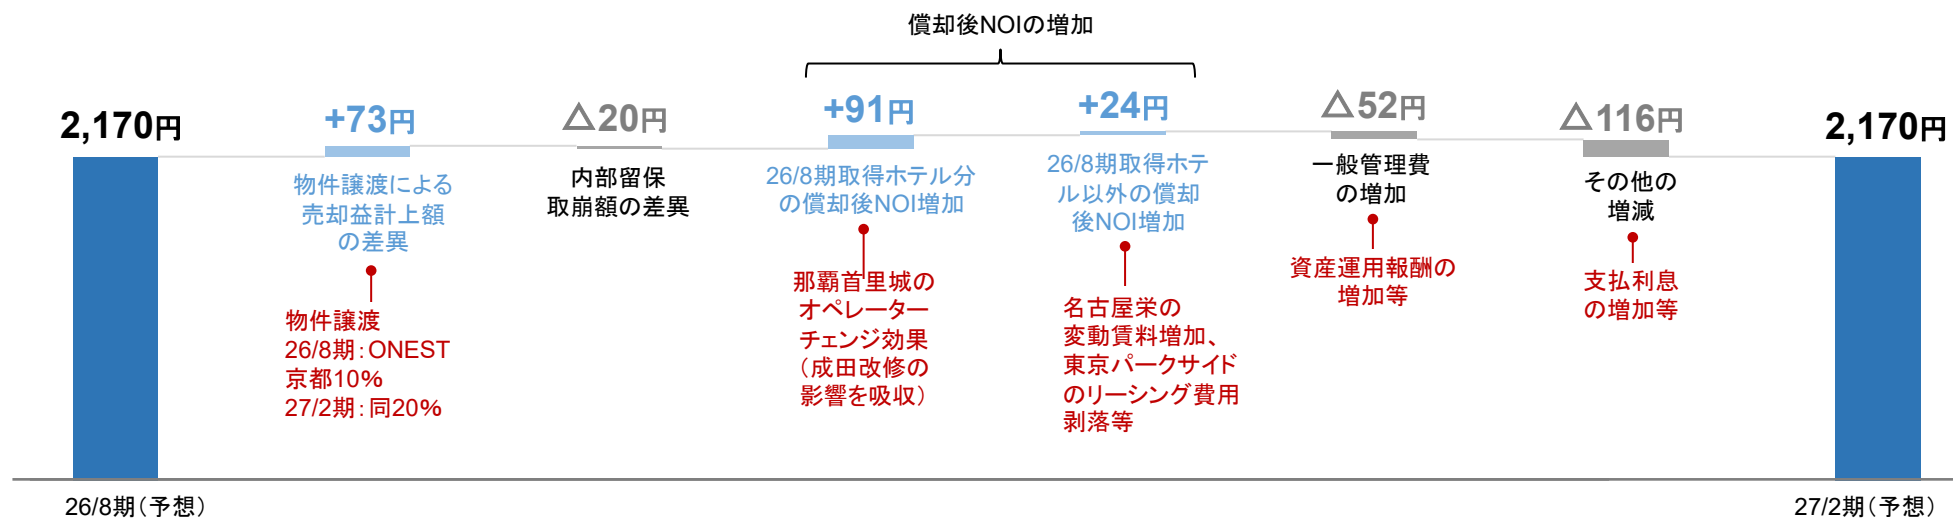 償却後NOIの増加
2,170円
+73円
△20円
+91円
+24円
△52円
△116円
2,170円
物件譲渡による
売却益計上額
の差異
内部留保
取崩額の差異
26/8期取得ホテル分
の償却後NOI増加
26/8期取得ホテ
ル以外の償却
後NOI増加
一般管理費
の増加
その他の
増減
物件譲渡
26/8期：ONEST
京都10%
27/2期：同20%
那覇首里城の
オペレーター
チェンジ効果
（成田改修の
影響を吸収）
名古屋栄の
変動賃料増加、
東京パークサイド
のリーシング費用
剥落等
資産運用報酬の
増加等
支払利息
の増加等
26/8期（予想）
27/2期（予想）